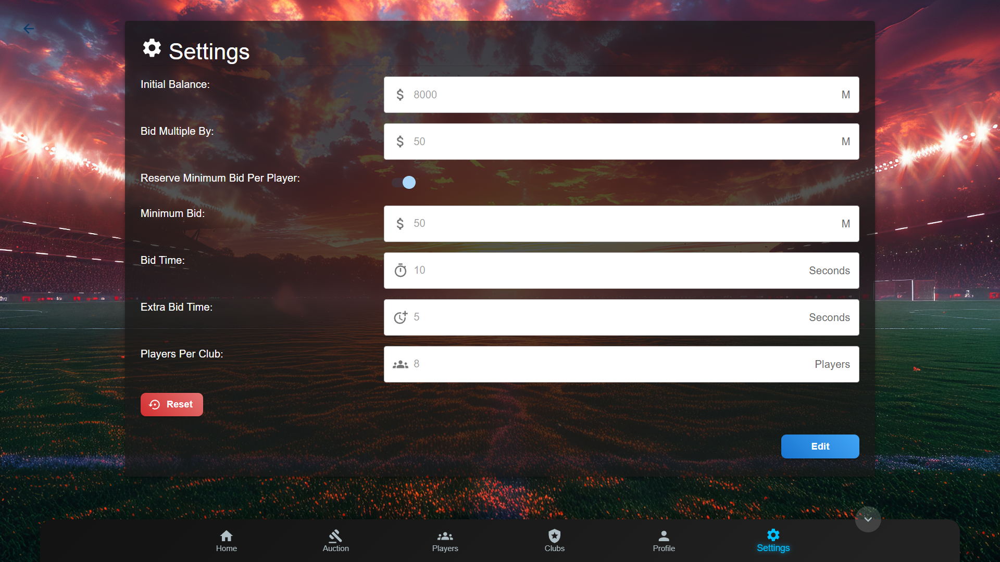 Settings
Initial Balance:
$ 8000 M
Bid Multiple By:
$ 50 M
Reserve Minimum Bid Per Player:
Minimum Bid:
$ 50 M
Bid Time:
10 Seconds
Extra Bid Time:
5 Seconds
Players Per Club:
8 Players
Reset
Edit
Home Auction Players Clubs Profile Settings